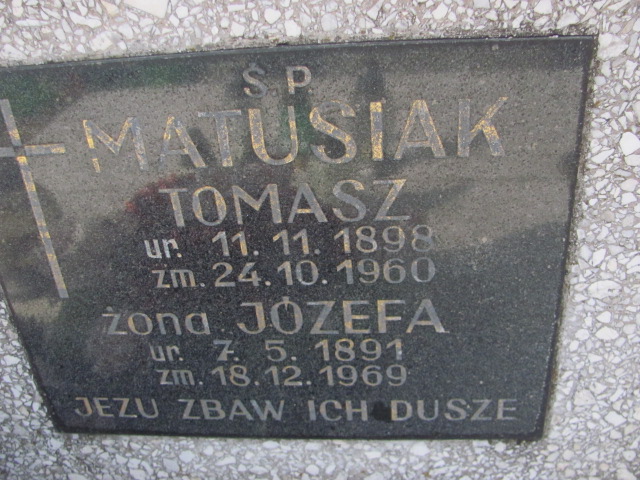 ŚP
MATUSIAK
TOMASZ
ur. 11.11.1898
zm. 24.10.1960
żona JÓZEFA
ur. 7. 5. 1891
zm. 18.12.1969
JEZU ZBAW ICH DUSZE